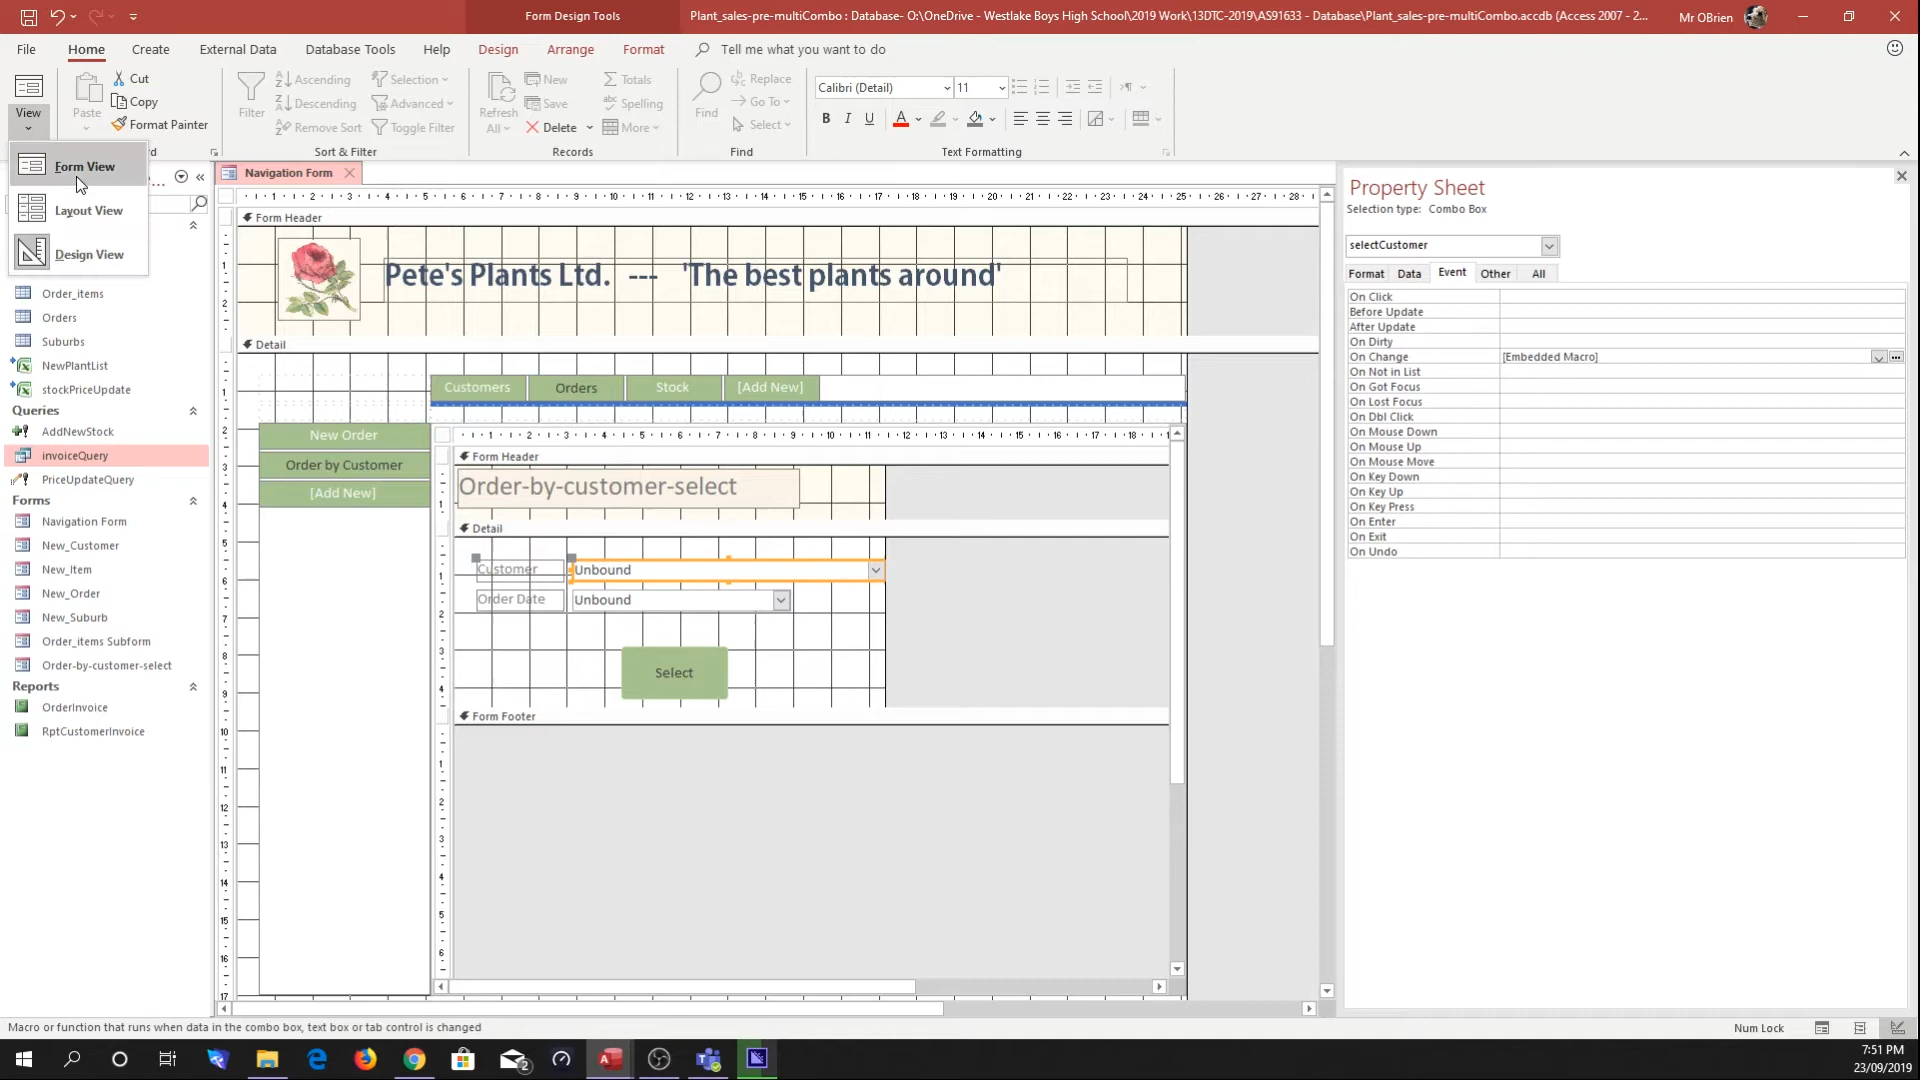 Form Design Tools
Plant_sales-pre-multiCombo : Database- O:\OneDrive - Westlake Boys High School\2019 Work\13DTC-2019\AS91633 - Database\Plant_sales-pre-multiCombo.accdb (Access 2007 - 2...
Mr OBrien
File Home Create External Data Database Tools Help Design Arrange Format Tell me what you want to do
View
Paste
Cut
Copy
Format Painter
Filter
Ascending
Descending
Remove Sort
Selection
Advanced
Toggle Filter
Sort & Filter
Refresh All
New
Save
Delete
Totals
Spelling
More
Records
Find
Replace
Go To
Select
Find
Calibri (Detail) 11
B I U A
Text Formatting
Form View
Layout View
Design View
Order_items
Orders
Suburbs
NewPlantList
stockPriceUpdate
Queries
AddNewStock
invoiceQuery
PriceUpdateQuery
Forms
Navigation Form
New_Customer
New_Item
New_Order
New_Suburb
Order_items Subform
Order-by-customer-select
Reports
OrderInvoice
RptCustomerInvoice
Navigation Form
Form Header
Pete's Plants Ltd. --- 'The best plants around'
Detail
Customers Orders Stock [Add New]
New Order
Order by Customer
[Add New]
Form Header
Order-by-customer-select
Detail
Customer Unbound
Order Date Unbound
Select
Form Footer
Property Sheet
Selection type: Combo Box
selectCustomer
Format Data Event Other All
On Click
Before Update
After Update
On Dirty
On Change [Embedded Macro]
On Not in List
On Got Focus
On Lost Focus
On Dbl Click
On Mouse Down
On Mouse Up
On Mouse Move
On Key Down
On Key Up
On Key Press
On Enter
On Exit
On Undo
Macro or function that runs when data in the combo box, text box or tab control is changed
Num Lock
7:51 PM
23/09/2019